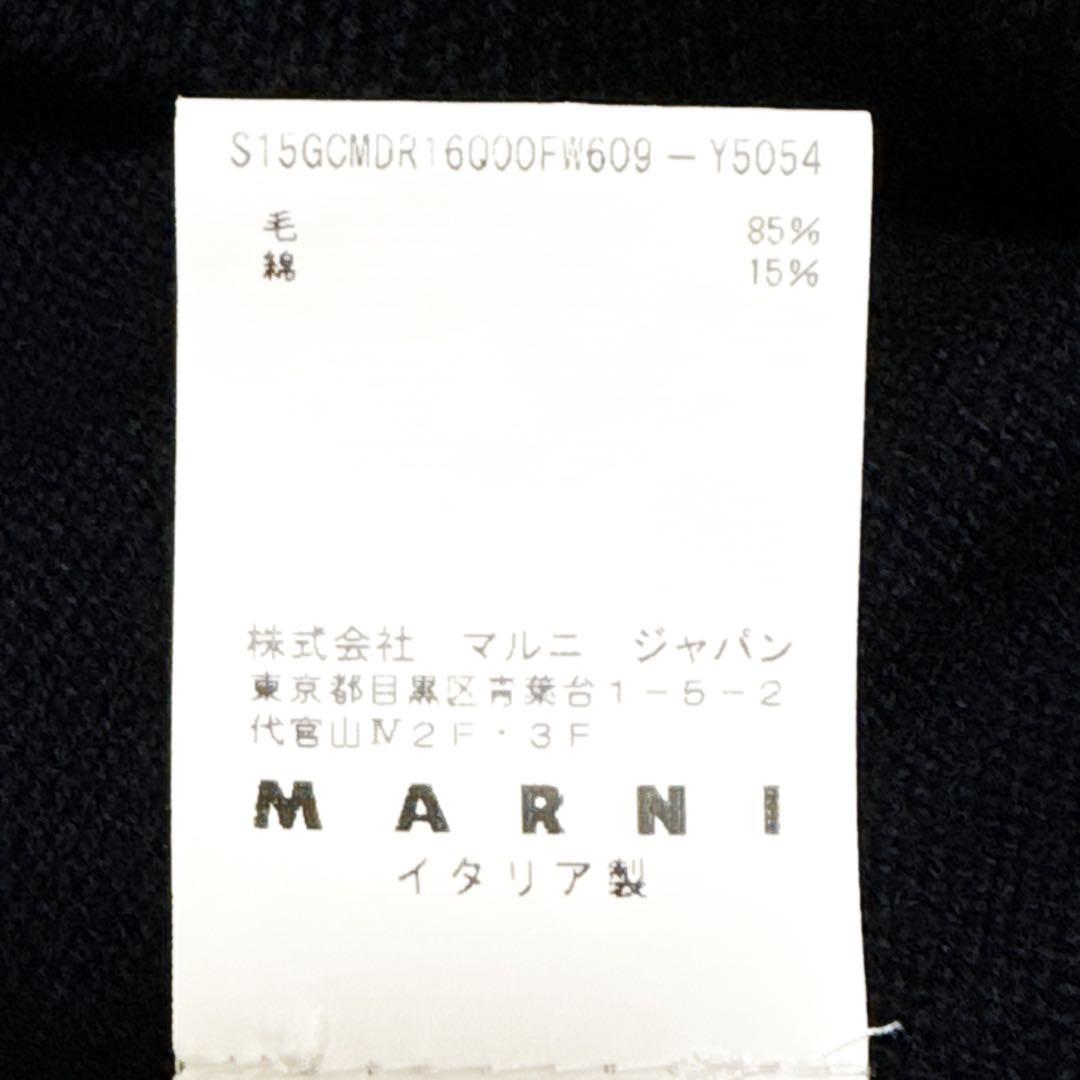 S15GCMDR16Q00FW609－Y5054
毛 85%
綿 15%
株式会社　マルニ　ジャパン
東京都目黒区青葉台１－５－２
代官山Ⅳ２Ｆ・３Ｆ
MARNI
イタリア製